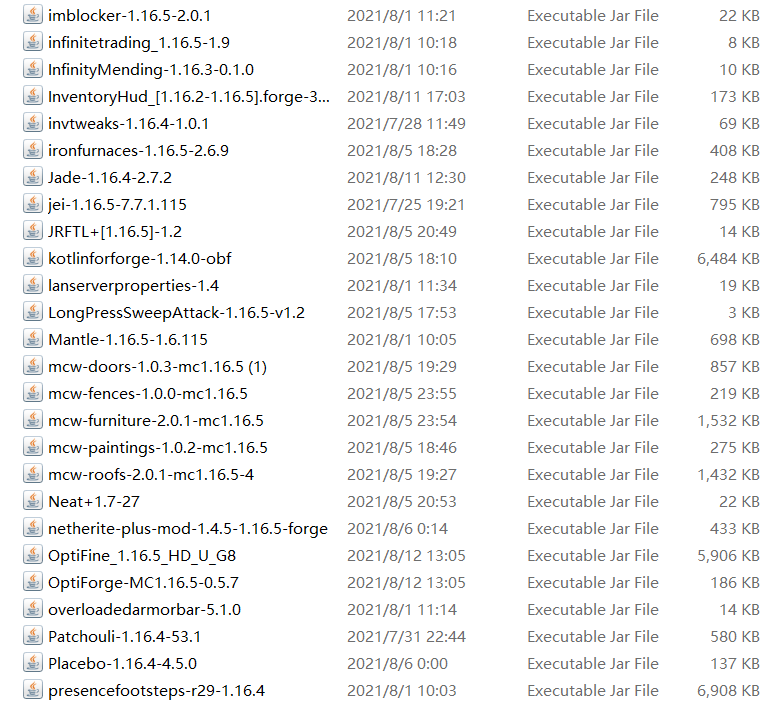 imblocker-1.16.5-2.0.1 2021/8/1 11:21 Executable Jar File 22 KB
infinitetrading_1.16.5-1.9 2021/8/1 10:18 Executable Jar File 8 KB
InfinityMending-1.16.3-0.1.0 2021/8/1 10:16 Executable Jar File 10 KB
InventoryHud_[1.16.2-1.16.5].forge-3... 2021/8/11 17:03 Executable Jar File 173 KB
invtweaks-1.16.4-1.0.1 2021/7/28 11:49 Executable Jar File 69 KB
ironfurnaces-1.16.5-2.6.9 2021/8/5 18:28 Executable Jar File 408 KB
Jade-1.16.4-2.7.2 2021/8/11 12:30 Executable Jar File 248 KB
jei-1.16.5-7.7.1.115 2021/7/25 19:21 Executable Jar File 795 KB
JRFTL+[1.16.5]-1.2 2021/8/5 20:49 Executable Jar File 14 KB
kotlinforforge-1.14.0-obf 2021/8/5 18:10 Executable Jar File 6,484 KB
lanserverproperties-1.4 2021/8/1 11:34 Executable Jar File 19 KB
LongPressSweepAttack-1.16.5-v1.2 2021/8/5 17:53 Executable Jar File 3 KB
Mantle-1.16.5-1.6.115 2021/8/1 10:05 Executable Jar File 698 KB
mcw-doors-1.0.3-mc1.16.5 (1) 2021/8/5 19:29 Executable Jar File 857 KB
mcw-fences-1.0.0-mc1.16.5 2021/8/5 23:55 Executable Jar File 219 KB
mcw-furniture-2.0.1-mc1.16.5 2021/8/5 23:54 Executable Jar File 1,532 KB
mcw-paintings-1.0.2-mc1.16.5 2021/8/5 18:46 Executable Jar File 275 KB
mcw-roofs-2.0.1-mc1.16.5-4 2021/8/5 19:27 Executable Jar File 1,432 KB
Neat+1.7-27 2021/8/5 20:53 Executable Jar File 22 KB
netherite-plus-mod-1.4.5-1.16.5-forge 2021/8/6 0:14 Executable Jar File 433 KB
OptiFine_1.16.5_HD_U_G8 2021/8/12 13:05 Executable Jar File 5,906 KB
OptiForge-MC1.16.5-0.5.7 2021/8/12 13:05 Executable Jar File 186 KB
overloadedarmorbar-5.1.0 2021/8/1 11:14 Executable Jar File 14 KB
Patchouli-1.16.4-53.1 2021/7/31 22:44 Executable Jar File 580 KB
Placebo-1.16.4-4.5.0 2021/8/6 0:00 Executable Jar File 137 KB
presencefootsteps-r29-1.16.4 2021/8/1 10:03 Executable Jar File 6,908 KB